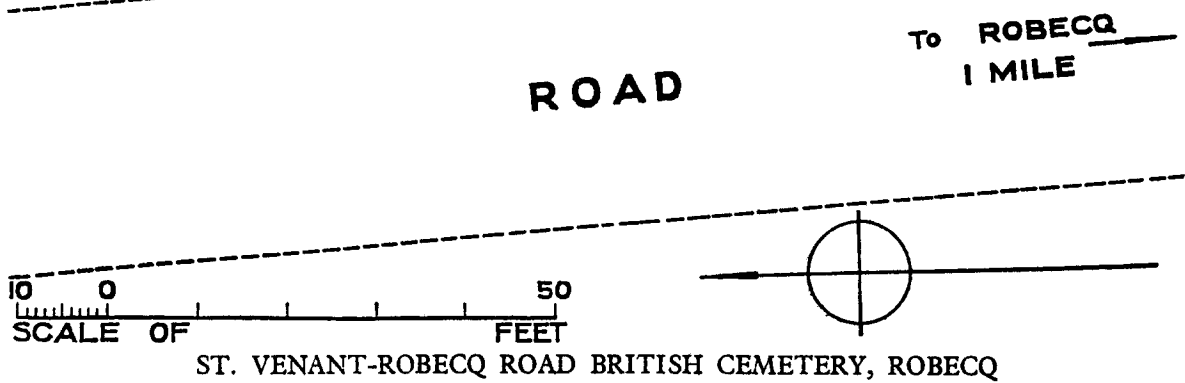 To ROBECQ
1 MILE
ROAD
10 0 50
SCALE OF FEET
ST. VENANT-ROBECQ ROAD BRITISH CEMETERY, ROBECQ